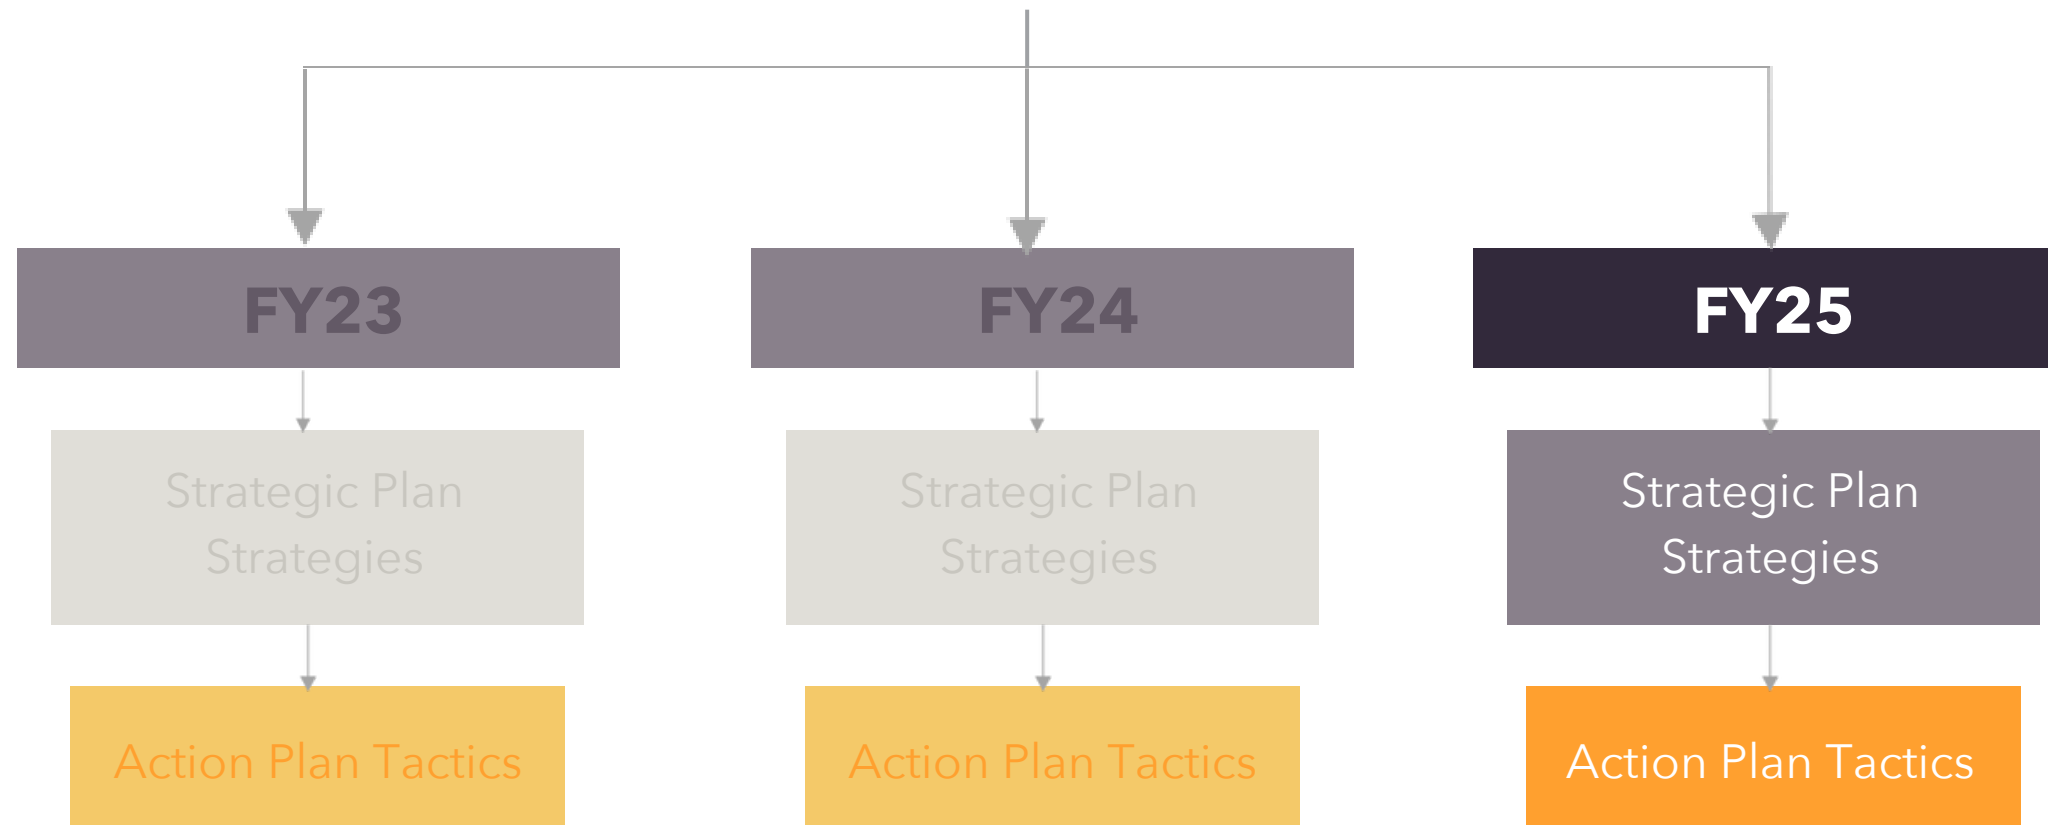 FY23
FY24
FY25
Strategic Plan
Strategies
Strategic Plan
Strategies
Strategic Plan
Strategies
Action Plan Tactics
Action Plan Tactics
Action Plan Tactics